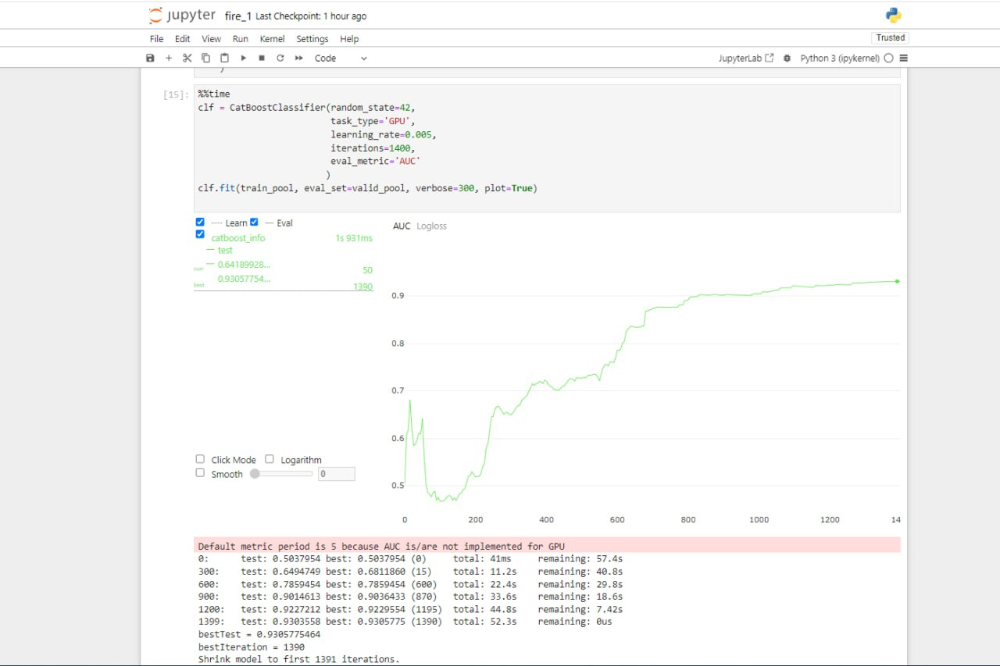 jupyter fire_1 Last Checkpoint: 1 hour ago
File Edit View Run Kernel Settings Help Trusted
Code JupyterLab Python 3 (ipykernel)
)
[15]: %%time
clf = CatBoostClassifier(random_state=42,
task_type='GPU',
learning_rate=0.005,
iterations=1400,
eval_metric='AUC'
)
clf.fit(train_pool, eval_set=valid_pool, verbose=300, plot=True)
---- Learn — Eval
catboost_info 1s 931ms
— test
curr — 0.64189928... 50
best 0.93057754... 1390
AUC Logloss
0.9
0.8
0.7
0.6
0.5
0 200 400 600 800 1000 1200 14
Click Mode Logarithm
Smooth 0
Default metric period is 5 because AUC is/are not implemented for GPU
0: test: 0.5037954 best: 0.5037954 (0) total: 41ms remaining: 57.4s
300: test: 0.6494749 best: 0.6811860 (15) total: 11.2s remaining: 40.8s
600: test: 0.7859454 best: 0.7859454 (600) total: 22.4s remaining: 29.8s
900: test: 0.9014613 best: 0.9036433 (870) total: 33.6s remaining: 18.6s
1200: test: 0.9227212 best: 0.9229554 (1195) total: 44.8s remaining: 7.42s
1399: test: 0.9303558 best: 0.9305775 (1390) total: 52.3s remaining: 0us
bestTest = 0.9305775464
bestIteration = 1390
Shrink model to first 1391 iterations.